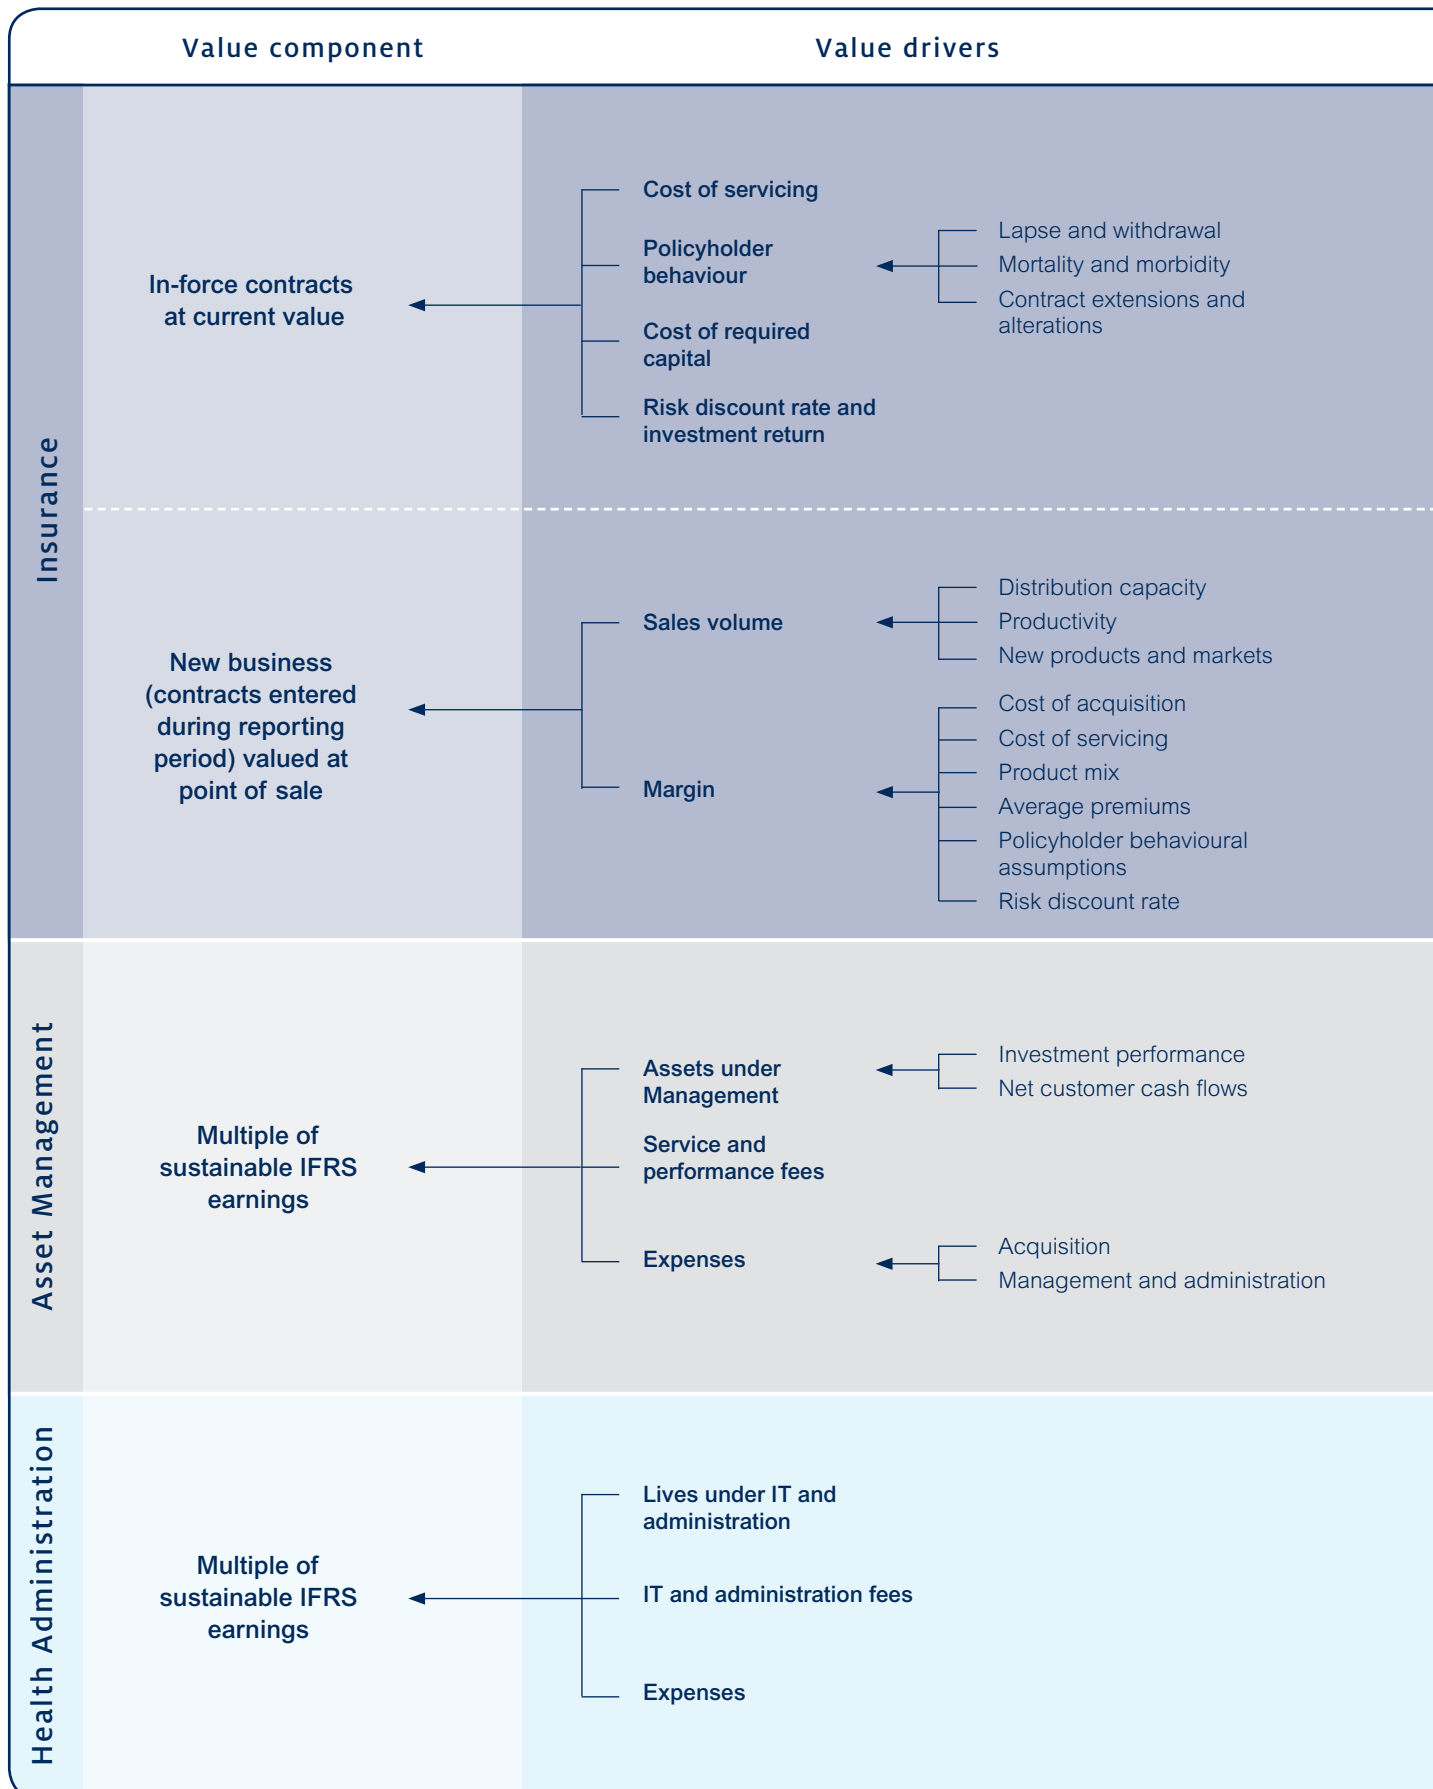 Value component
Value drivers
Insurance
In-force contracts
at current value
Cost of servicing
Policyholder
behaviour
Lapse and withdrawal
Mortality and morbidity
Contract extensions and
alterations
Cost of required
capital
Risk discount rate and
investment return
New business
(contracts entered
during reporting
period) valued at
point of sale
Sales volume
Distribution capacity
Productivity
New products and markets
Margin
Cost of acquisition
Cost of servicing
Product mix
Average premiums
Policyholder behavioural
assumptions
Risk discount rate
Asset Management
Multiple of
sustainable IFRS
earnings
Assets under
Management
Investment performance
Net customer cash flows
Service and
performance fees
Expenses
Acquisition
Management and administration
Health Administration
Multiple of
sustainable IFRS
earnings
Lives under IT and
administration
IT and administration fees
Expenses